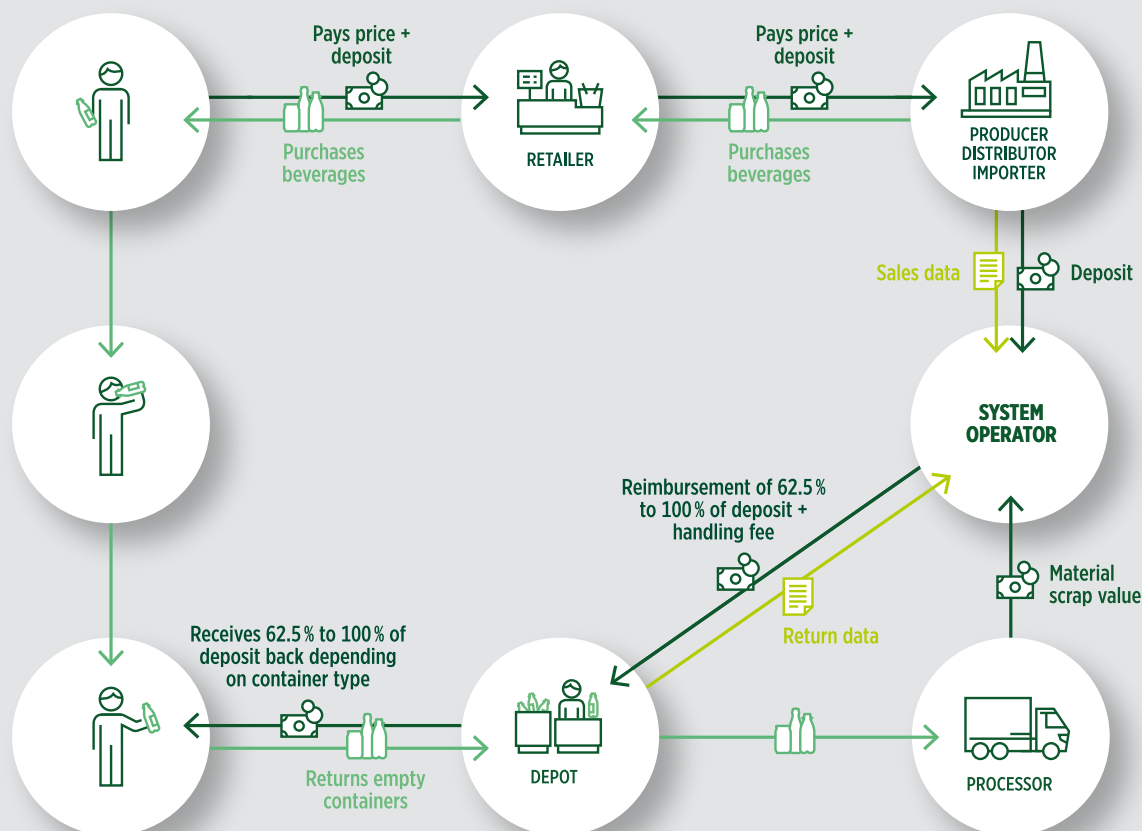 Pays price +
deposit
Pays price +
deposit
Purchases
beverages
RETAILER
Purchases
beverages
PRODUCER
DISTRIBUTOR
IMPORTER
Sales data
Deposit
SYSTEM
OPERATOR
Reimbursement of 62.5 %
to 100 % of deposit +
handling fee
Return data
Material
scrap value
Receives 62.5 % to 100 % of
deposit back depending
on container type
Returns empty
containers
DEPOT
PROCESSOR